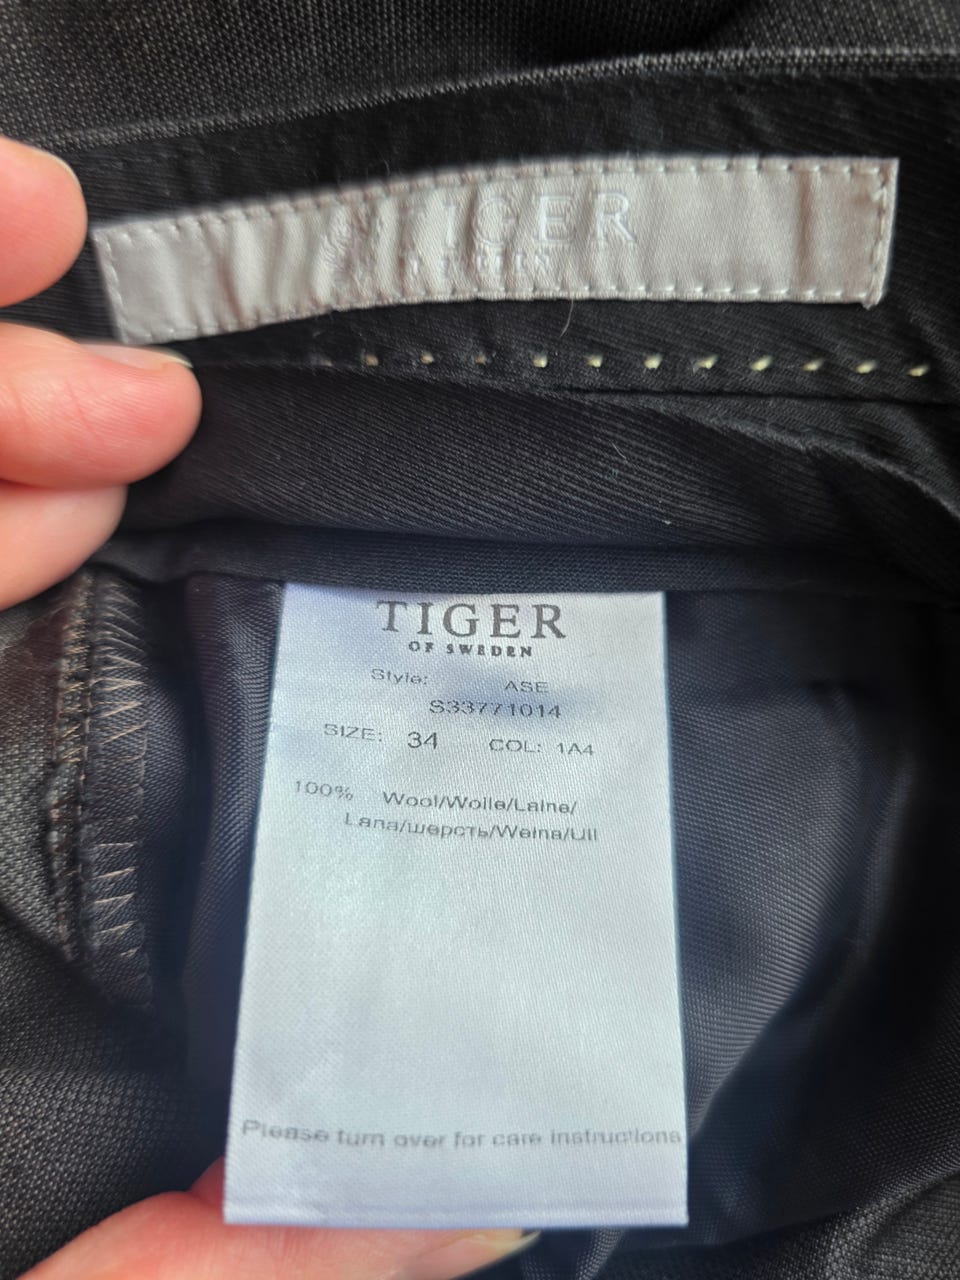 TIGER
TIGER
OF SWEDEN
Style: ASE
S33771014
SIZE: 34 COL: 1A4
100% Wool/Wolle/Laine/
Lana/шерсть/Weina/Ull
Please turn over for care instructions